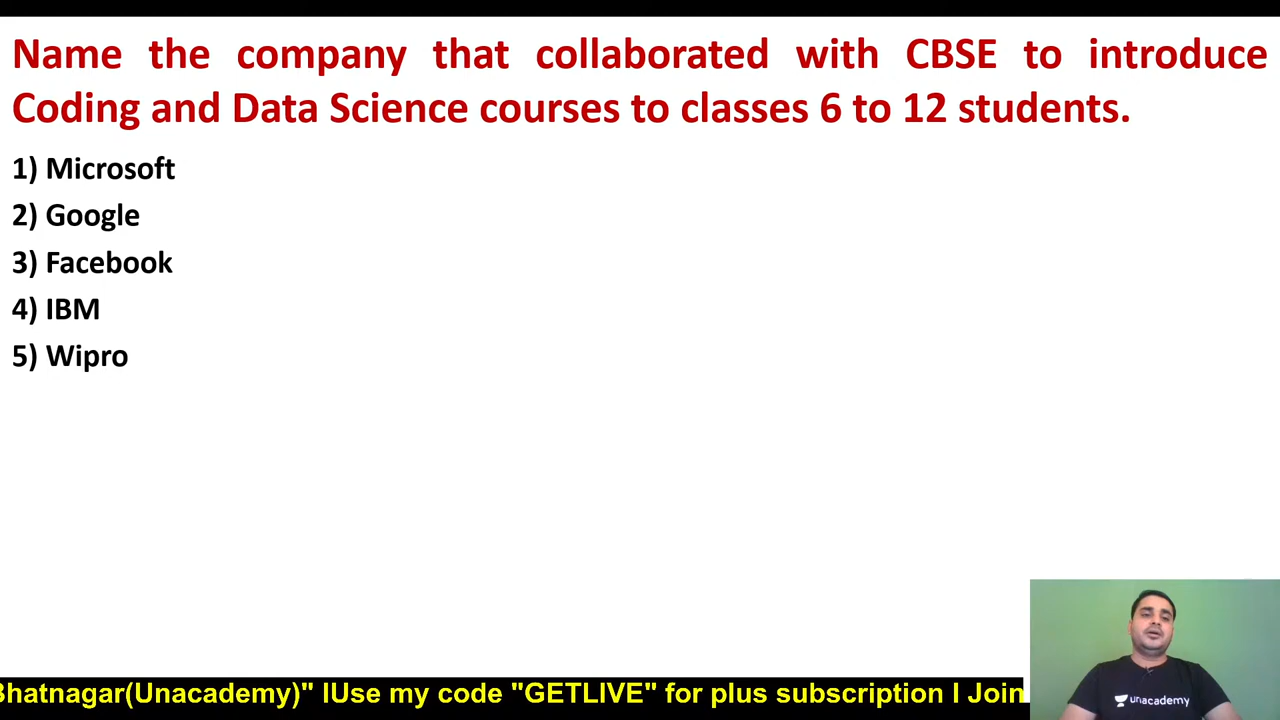 Name the company that collaborated with CBSE to introduce
Coding and Data Science courses to classes 6 to 12 students.
1) Microsoft
2) Google
3) Facebook
4) IBM
5) Wipro
Bhatnagar(Unacademy)" IUse my code "GETLIVE" for plus subscription I Join
unacademy